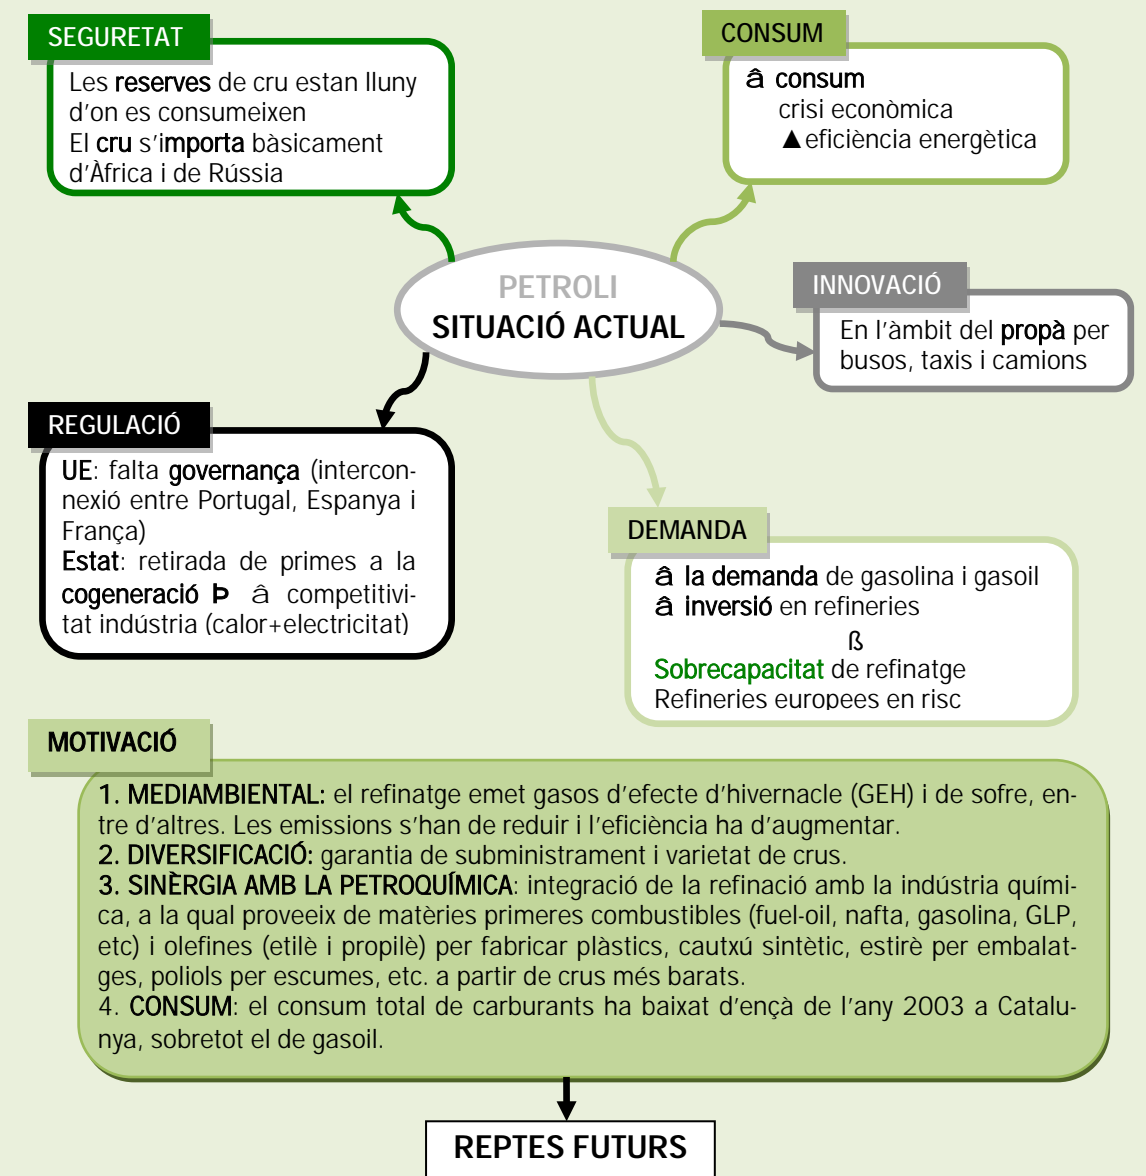 SEGURETAT
Les reserves de cru estan lluny
d'on es consumeixen
El cru s'importa bàsicament
d'Àfrica i de Rússia
CONSUM
â consum
crisi econòmica
▲eficiència energètica
PETROLI
SITUACIÓ ACTUAL
INNOVACIÓ
En l'àmbit del propà per
busos, taxis i camions
REGULACIÓ
UE: falta governança (intercon-
nexió entre Portugal, Espanya i
França)
Estat: retirada de primes a la
cogeneració Þ â competitivi-
tat indústria (calor+electricitat)
DEMANDA
â la demanda de gasolina i gasoil
â inversió en refineries
ß
Sobrecapacitat de refinatge
Refineries europees en risc
MOTIVACIÓ
1. MEDIAMBIENTAL: el refinatge emet gasos d'efecte d'hivernacle (GEH) i de sofre, en-
tre d'altres. Les emissions s'han de reduir i l'eficiència ha d'augmentar.
2. DIVERSIFICACIÓ: garantia de subministrament i varietat de crus.
3. SINÈRGIA AMB LA PETROQUÍMICA: integració de la refinació amb la indústria quími-
ca, a la qual proveeix de matèries primeres combustibles (fuel-oil, nafta, gasolina, GLP,
etc) i olefines (etilè i propilè) per fabricar plàstics, cautxú sintètic, estirè per embalat-
ges, poliols per escumes, etc. a partir de crus més barats.
4. CONSUM: el consum total de carburants ha baixat d'ençà de l'any 2003 a Catalu-
nya, sobretot el de gasoil.
REPTES FUTURS